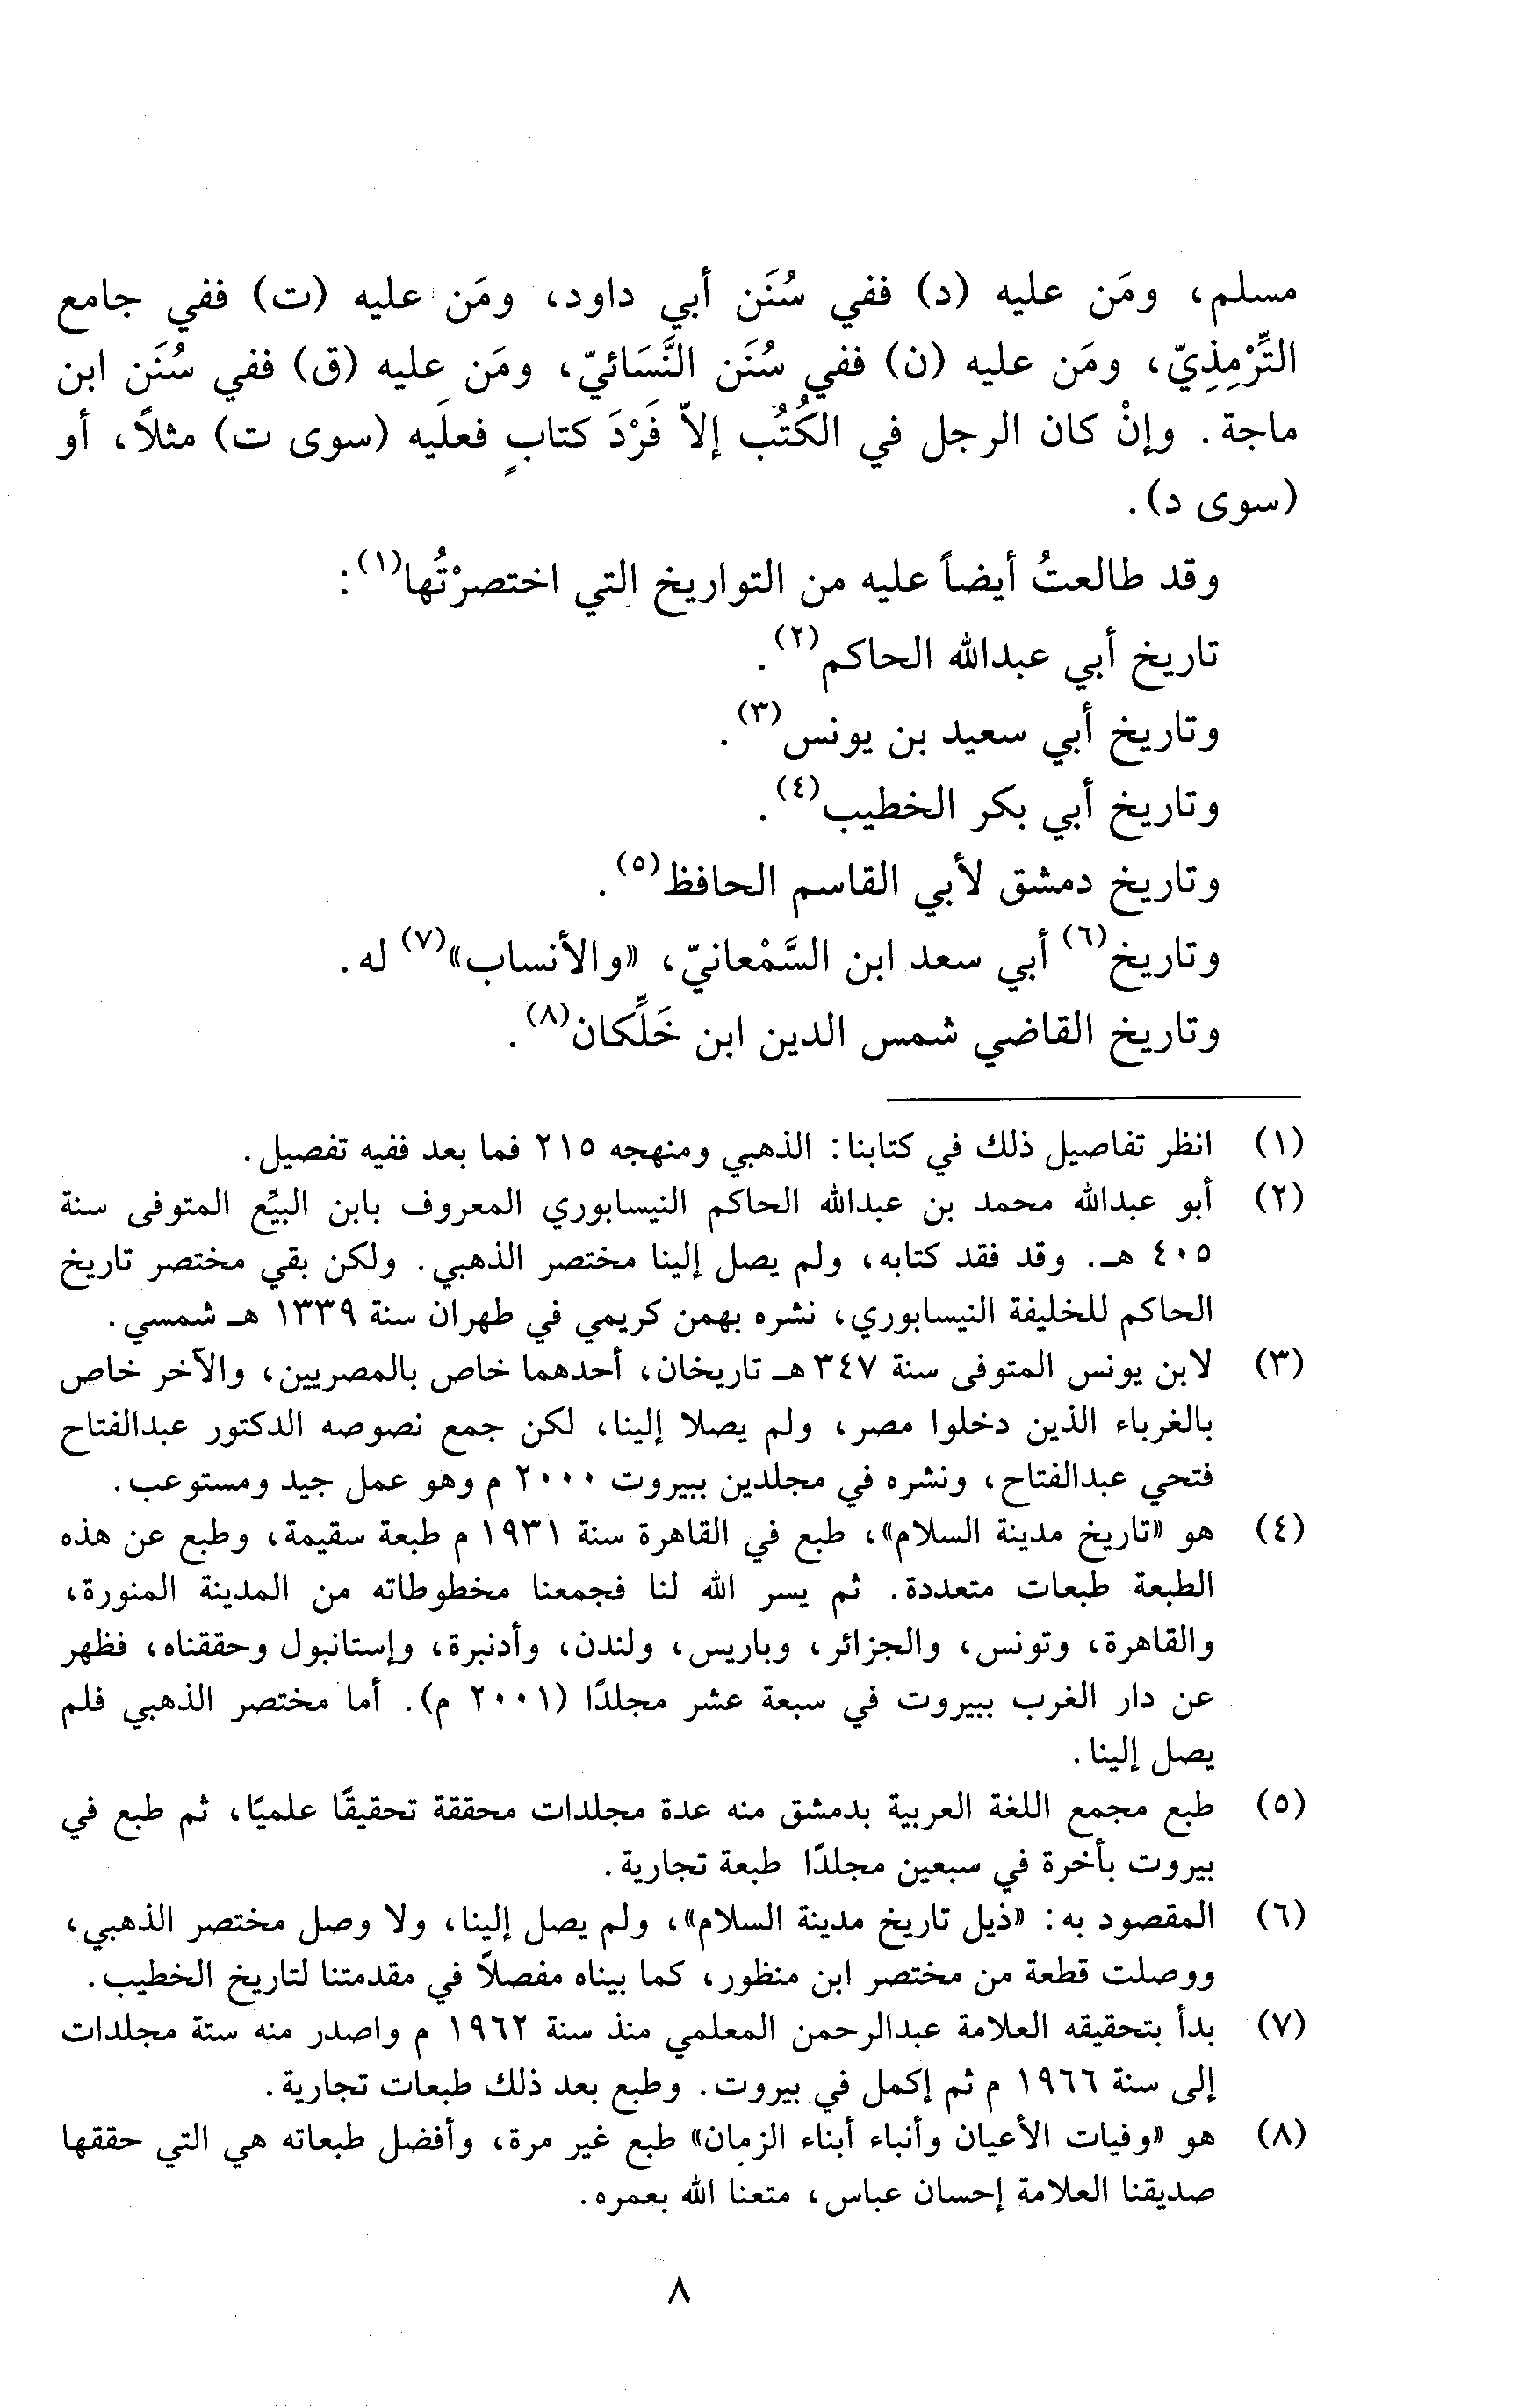 مسلم، ومَن عليه (د) ففي سُنَن أبي داود، ومَن عليه (ت) ففي جامع
التِّرْمِذِيّ، ومَن عليه (ن) ففي سُنَن النَّسَائيّ، ومَن عليه (ق) ففي سُنَن ابن
ماجة. وإنْ كان الرجل في الكُتُب إلاّ فَرْدَ كتابٍ فعلَيه (سوى ت) مثلاً، أو
(سوى د).
وقد طالعتُ أيضاً عليه من التواريخ التي اختصرْتُها(١):
تاريخ أبي عبدالله الحاكم(٢).
وتاريخ أبي سعيد بن يونس(٣).
وتاريخ أبي بكر الخطيب(٤).
وتاريخ دمشق لأبي القاسم الحافظ(٥).
وتاريخ(٦) أبي سعد ابن السَّمْعانيّ، «والأنساب»(٧) له.
وتاريخ القاضي شمس الدين ابن خَلِّكان(٨).
(١) انظر تفاصيل ذلك في كتابنا: الذهبي ومنهجه ٢١٥ فما بعد ففيه تفصيل.
(٢) أبو عبدالله محمد بن عبدالله الحاكم النيسابوري المعروف بابن البيِّع المتوفى سنة
٤٠٥ هـ. وقد فقد كتابه، ولم يصل إلينا مختصر الذهبي. ولكن بقي مختصر تاريخ
الحاكم للخليفة النيسابوري، نشره بهمن كريمي في طهران سنة ١٣٣٩ هـ شمسي.
(٣) لابن يونس المتوفى سنة ٣٤٧ هـ تاريخان، أحدهما خاص بالمصريين، والآخر خاص
بالغرباء الذين دخلوا مصر، ولم يصلا إلينا، لكن جمع نصوصه الدكتور عبدالفتاح
فتحي عبدالفتاح، ونشره في مجلدين ببيروت ٢٠٠٠ م وهو عمل جيد ومستوعب.
(٤) هو «تاريخ مدينة السلام»، طبع في القاهرة سنة ١٩٣١ م طبعة سقيمة، وطبع عن هذه
الطبعة طبعات متعددة. ثم يسر الله لنا فجمعنا مخطوطاته من المدينة المنورة،
والقاهرة، وتونس، والجزائر، وباريس، ولندن، وأدنبرة، وإستانبول وحققناه، فظهر
عن دار الغرب ببيروت في سبعة عشر مجلدًا (٢٠٠١ م). أما مختصر الذهبي فلم
يصل إلينا.
(٥) طبع مجمع اللغة العربية بدمشق منه عدة مجلدات محققة تحقيقًا علميًا، ثم طبع في
بيروت بأخرة في سبعين مجلدًا طبعة تجارية.
(٦) المقصود به: «ذيل تاريخ مدينة السلام»، ولم يصل إلينا، ولا وصل مختصر الذهبي،
ووصلت قطعة من مختصر ابن منظور، كما بيناه مفصلاً في مقدمتنا لتاريخ الخطيب.
(٧) بدأ بتحقيقه العلامة عبدالرحمن المعلمي منذ سنة ١٩٦٢ م واصدر منه ستة مجلدات
إلى سنة ١٩٦٦ م ثم إكمل في بيروت. وطبع بعد ذلك طبعات تجارية.
(٨) هو «وفيات الأعيان وأنباء أبناء الزمان» طبع غير مرة، وأفضل طبعاته هي التي حققها
صديقنا العلامة إحسان عباس، متعنا الله بعمره.
٨